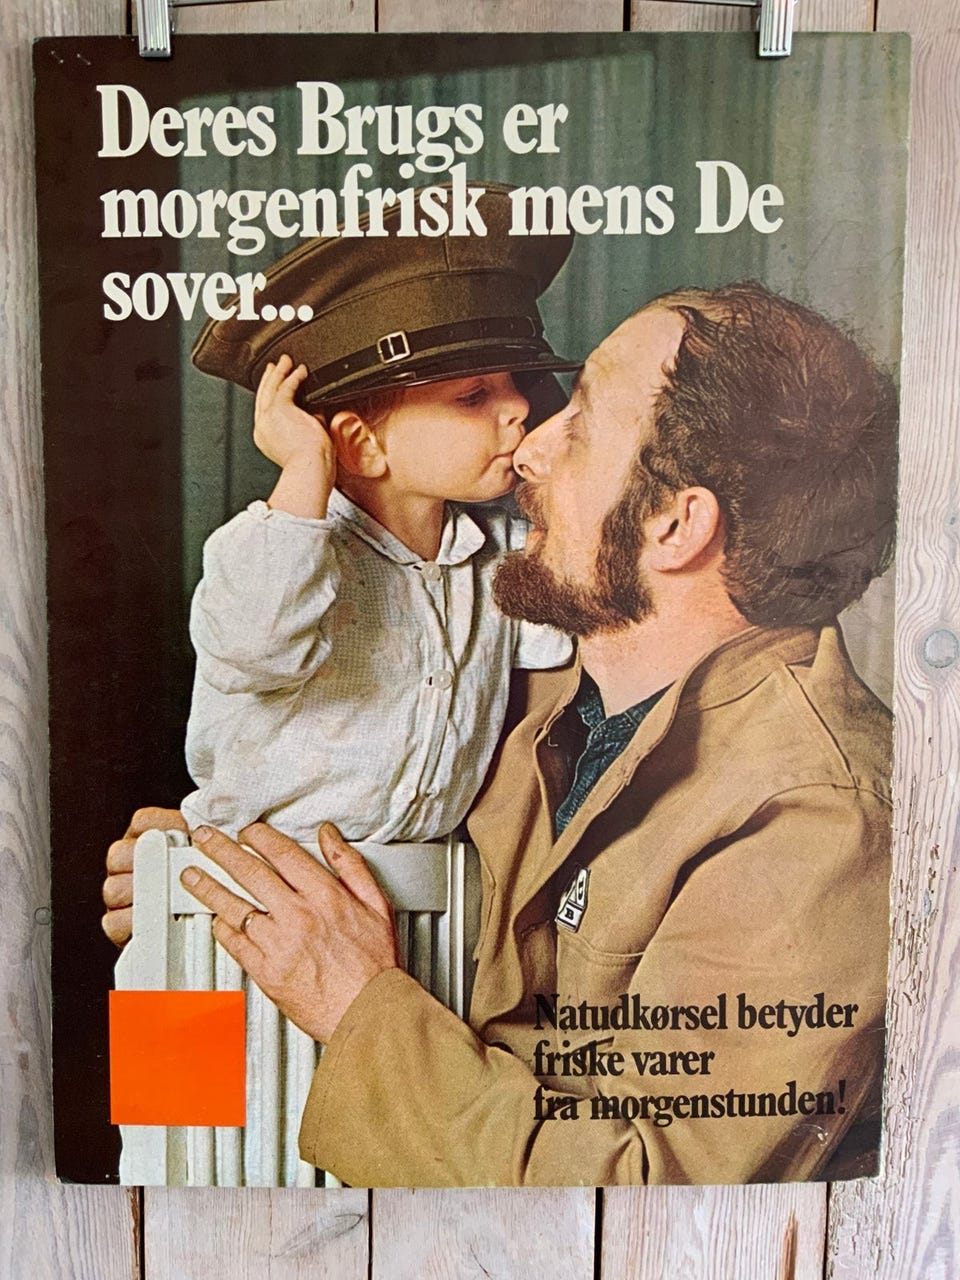 Deres Brugs er
morgenfrisk mens De
sover...
B
Natudkørsel betyder
friske varer
fra morgenstunden!